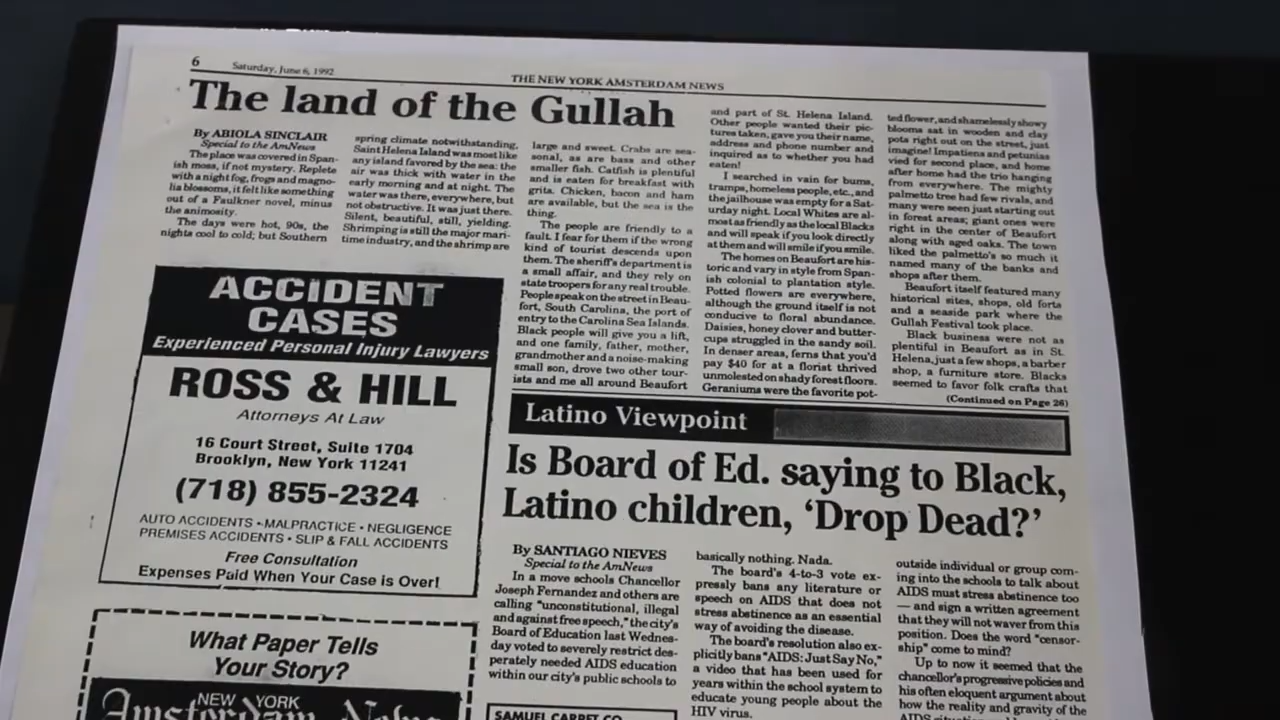 6
Saturday, June 6, 1992
THE NEW YORK AMSTERDAM NEWS
The land of the Gullah
By ABIOLA SINCLAIR
Special to the AmNews
The place was covered in Span-
ish moss, if not mystery. Replete
with a night fog, frogs and magno-
lia blossoms, it felt like something
out of a Faulkner novel, minus
the animosity.
The days were hot, 90s, the
nights cool to cold; but Southern
spring climate notwithstanding,
Saint Helena Island was most like
any island favored by the sea: the
air was thick with water in the
early morning and at night. The
water was there, everywhere, but
not obstructive. It was just there.
Silent, beautiful, still, yielding.
Shrimping is still the major mari-
time industry, and the shrimp are
large and sweet. Crabs are sea-
sonal, as are bass and other
smaller fish. Catfish is plentiful
and is eaten for breakfast with
grits. Chicken, bacon and ham
are available, but the sea is the
thing.
The people are friendly to a
fault. I fear for them if the wrong
kind of tourist descends upon
them. The sheriff's department is
a small affair, and they rely on
state troopers for any real trouble.
People speak on the street in Beau-
fort, South Carolina, the port of
entry to the Carolina Sea Islands.
Black people will give you a lift,
and one family, father, mother,
grandmother and a noise-making
small son, drove two other tour-
ists and me all around Beaufort
and part of St. Helena Island.
Other people wanted their pic-
tures taken, gave you their name,
address and phone number and
inquired as to whether you had
eaten!
I searched in vain for bums,
tramps, homeless people, etc., and
the jailhouse was empty for a Sat-
urday night. Local Whites are al-
most as friendly as the local Blacks
and will speak if you look directly
at them and will smile if you smile.
The homes on Beaufort are his-
toric and vary in style from Span-
ish colonial to plantation style.
Potted flowers are everywhere,
although the ground itself is not
conducive to floral abundance.
Daisies, honey clover and butter-
cups struggled in the sandy soil.
In denser areas, ferns that you'd
pay $40 for at a florist thrived
unmolested on shady forest floors.
Geraniums were the favorite pot-
ted flower, and shamelessly showy
blooms sat in wooden and clay
pots right out on the street, just
imagine! Impatiens and petunias
vied for second place, and home
after home had the trio hanging
from everywhere. The mighty
palmetto tree had few rivals, and
many were seen just starting out
in forest areas; giant ones were
right in the center of Beaufort
along with aged oaks. The town
liked the palmetto's so much it
named many of the banks and
shops after them.
Beaufort itself featured many
historical sites, shops, old forts
and a seaside park where the
Gullah Festival took place.
Black business were not as
plentiful in Beaufort as in St.
Helena, just a few shops, a barber
shop, a furniture store. Blacks
seemed to favor folk crafts that
(Continued on Page 26)
ACCIDENT
CASES
Experienced Personal Injury Lawyers
ROSS & HILL
Attorneys At Law
16 Court Street, Suite 1704
Brooklyn, New York 11241
(718) 855-2324
AUTO ACCIDENTS • MALPRACTICE • NEGLIGENCE
PREMISES ACCIDENTS • SLIP & FALL ACCIDENTS
Free Consultation
Expenses Paid When Your Case is Over!
What Paper Tells
Your Story?
NEW YORK
Amsterdam News
Latino Viewpoint
Is Board of Ed. saying to Black,
Latino children, 'Drop Dead?'
By SANTIAGO NIEVES
Special to the AmNews
In a move schools Chancellor
Joseph Fernandez and others are
calling "unconstitutional, illegal
and against free speech," the city's
Board of Education last Wednes-
day voted to severely restrict des-
perately needed AIDS education
within our city's public schools to
basically nothing. Nada.
The board's 4-to-3 vote ex-
pressly bans any literature or
speech on AIDS that does not
stress abstinence as an essential
way of avoiding the disease.
The board's resolution also ex-
plicitly bans "AIDS: Just Say No,"
a video that has been used for
years within the school system to
educate young people about the
HIV virus.
outside individual or group com-
ing into the schools to talk about
AIDS must stress abstinence too
— and sign a written agreement
that they will not waver from this
position. Does the word "censor-
ship" come to mind?
Up to now it seemed that the
chancellor's progressive policies and
his often eloquent argument about
how the reality and gravity of the
AIDS
SAMUEL CARPET CO.